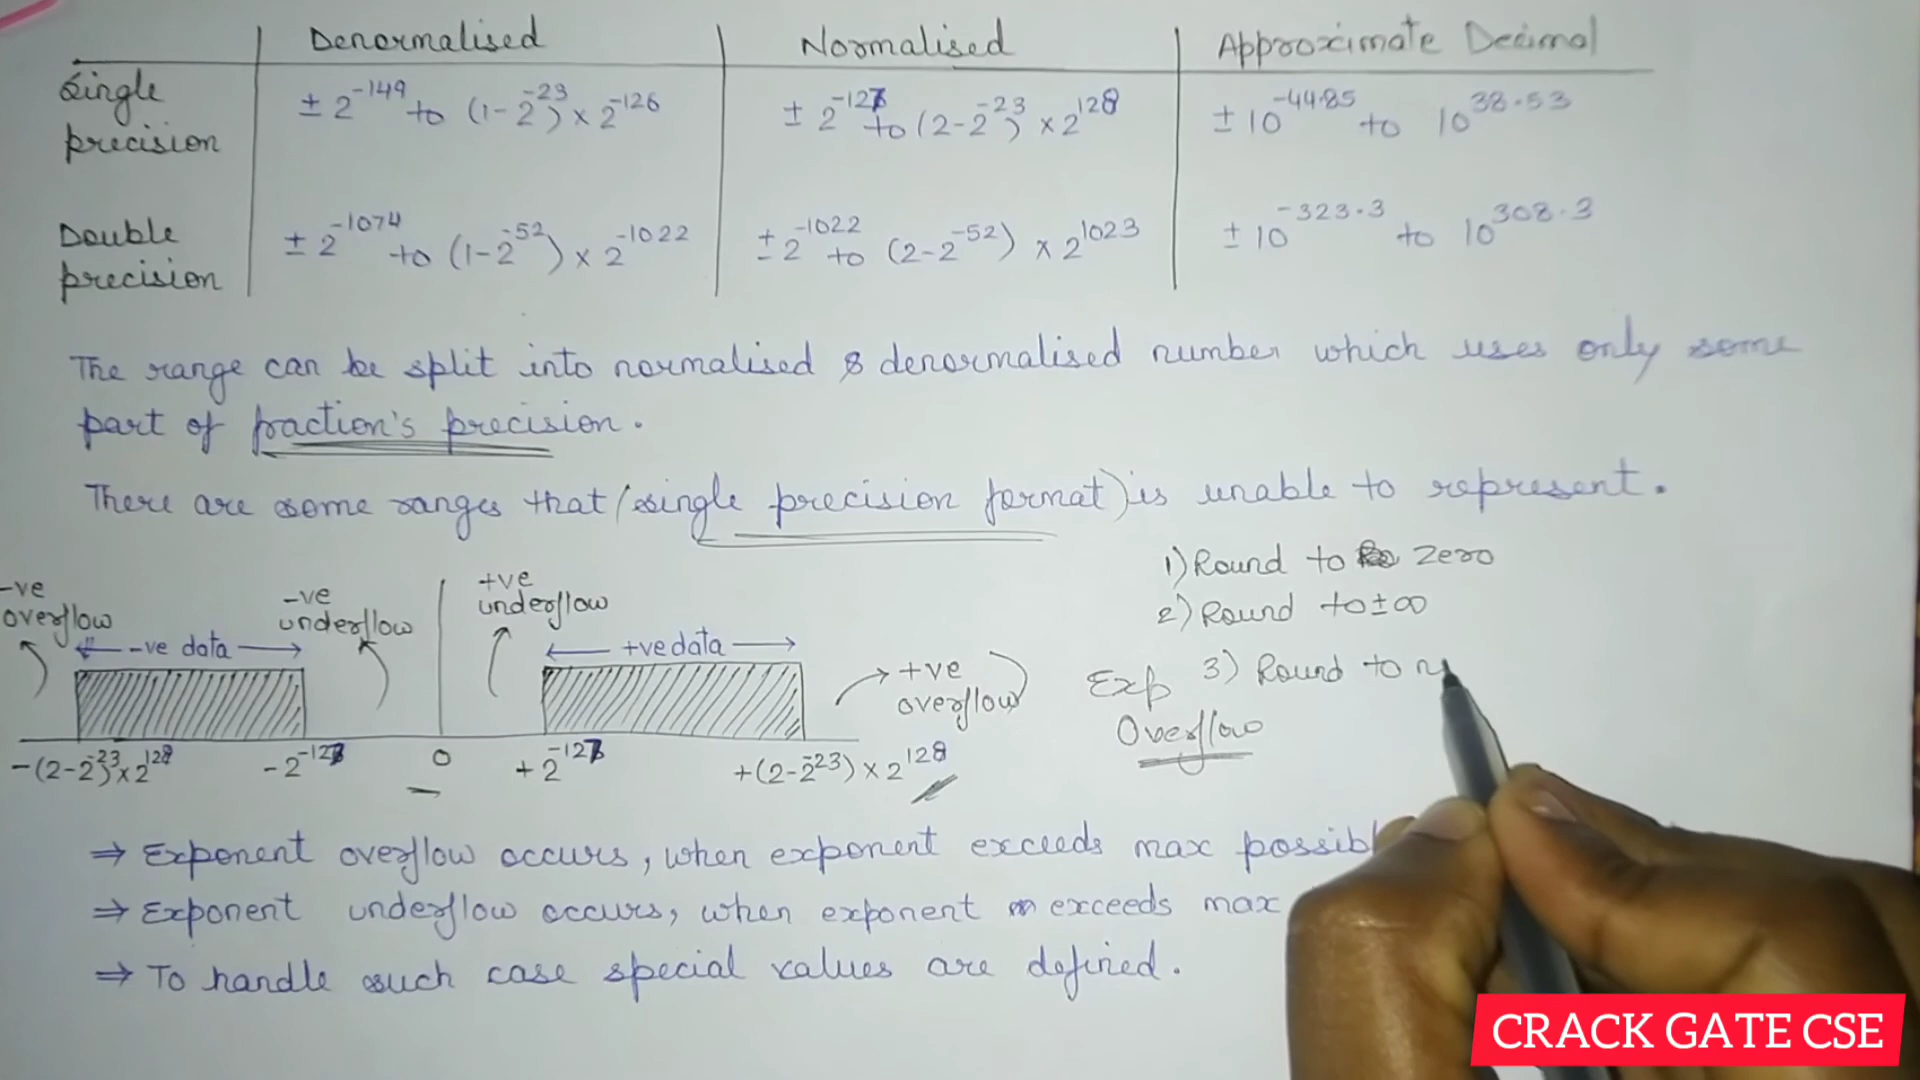 Denormalised Normalised Approximate Decimal
Single precision ± 2^-149 to (1-2^-23) × 2^-126 ± 2^-126 to (2-2^-23) × 2^128 ± 10^-44.85 to 10^38.53
Double precision ± 2^-1074 to (1-2^-52) × 2^-1022 ± 2^-1022 to (2-2^-52) × 2^1023 ± 10^-323.3 to 10^308.3
The range can be split into normalised & denormalised number which uses only some
part of fraction's precision.
There are some ranges that (single precision format) is unable to represent.
1) Round to Zero
2) Round to ± ∞
Exp 3) Round to n
Overflow
-ve overflow
-ve underflow
+ve underflow
-ve data
+ve data
+ve overflow
-(2-2^-23) × 2^128 -2^-126 0 +2^-126 +(2-2^-23) × 2^128
⇒ Exponent overflow occurs, when exponent exceeds max possib
⇒ Exponent underflow occurs, when exponent exceeds max
⇒ To handle such case special values are defined.
CRACK GATE CSE